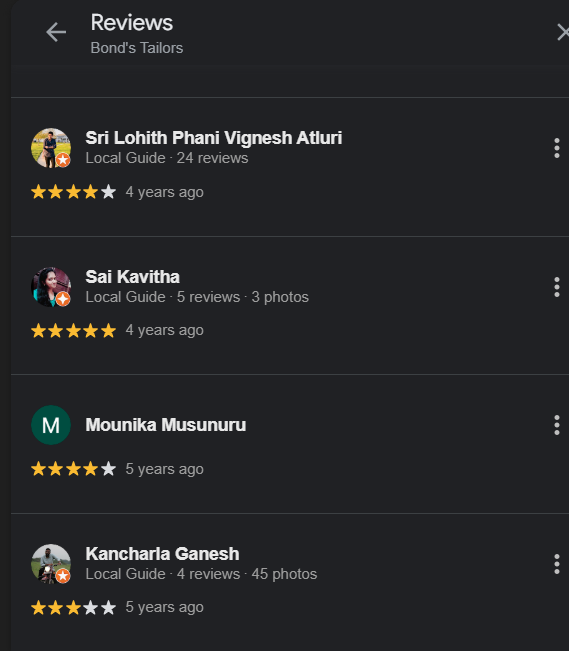 Reviews
Bond's Tailors
Sri Lohith Phani Vignesh Atluri
Local Guide · 24 reviews
4 years ago
Sai Kavitha
Local Guide · 5 reviews · 3 photos
4 years ago
M
Mounika Musunuru
5 years ago
Kancharla Ganesh
Local Guide · 4 reviews · 45 photos
5 years ago